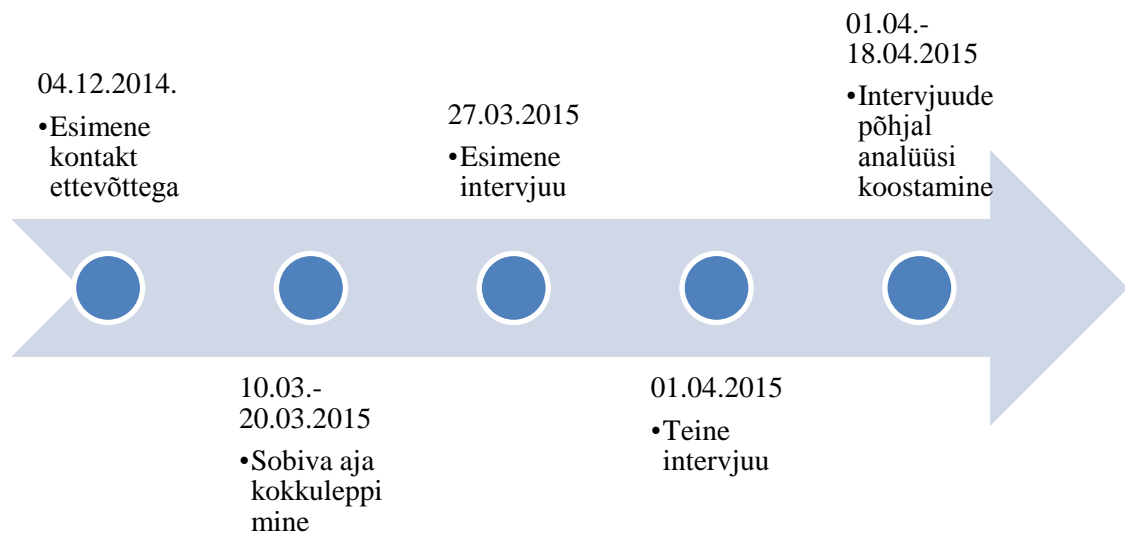 04.12.2014.
•Esimene
kontakt
ettevõttega
10.03.-
20.03.2015
•Sobiva aja
kokkuleppi
mine
27.03.2015
•Esimene
intervjuu
01.04.2015
•Teine
intervjuu
01.04.-
18.04.2015
•Intervjuude
põhjal
analüüsi
koostamine